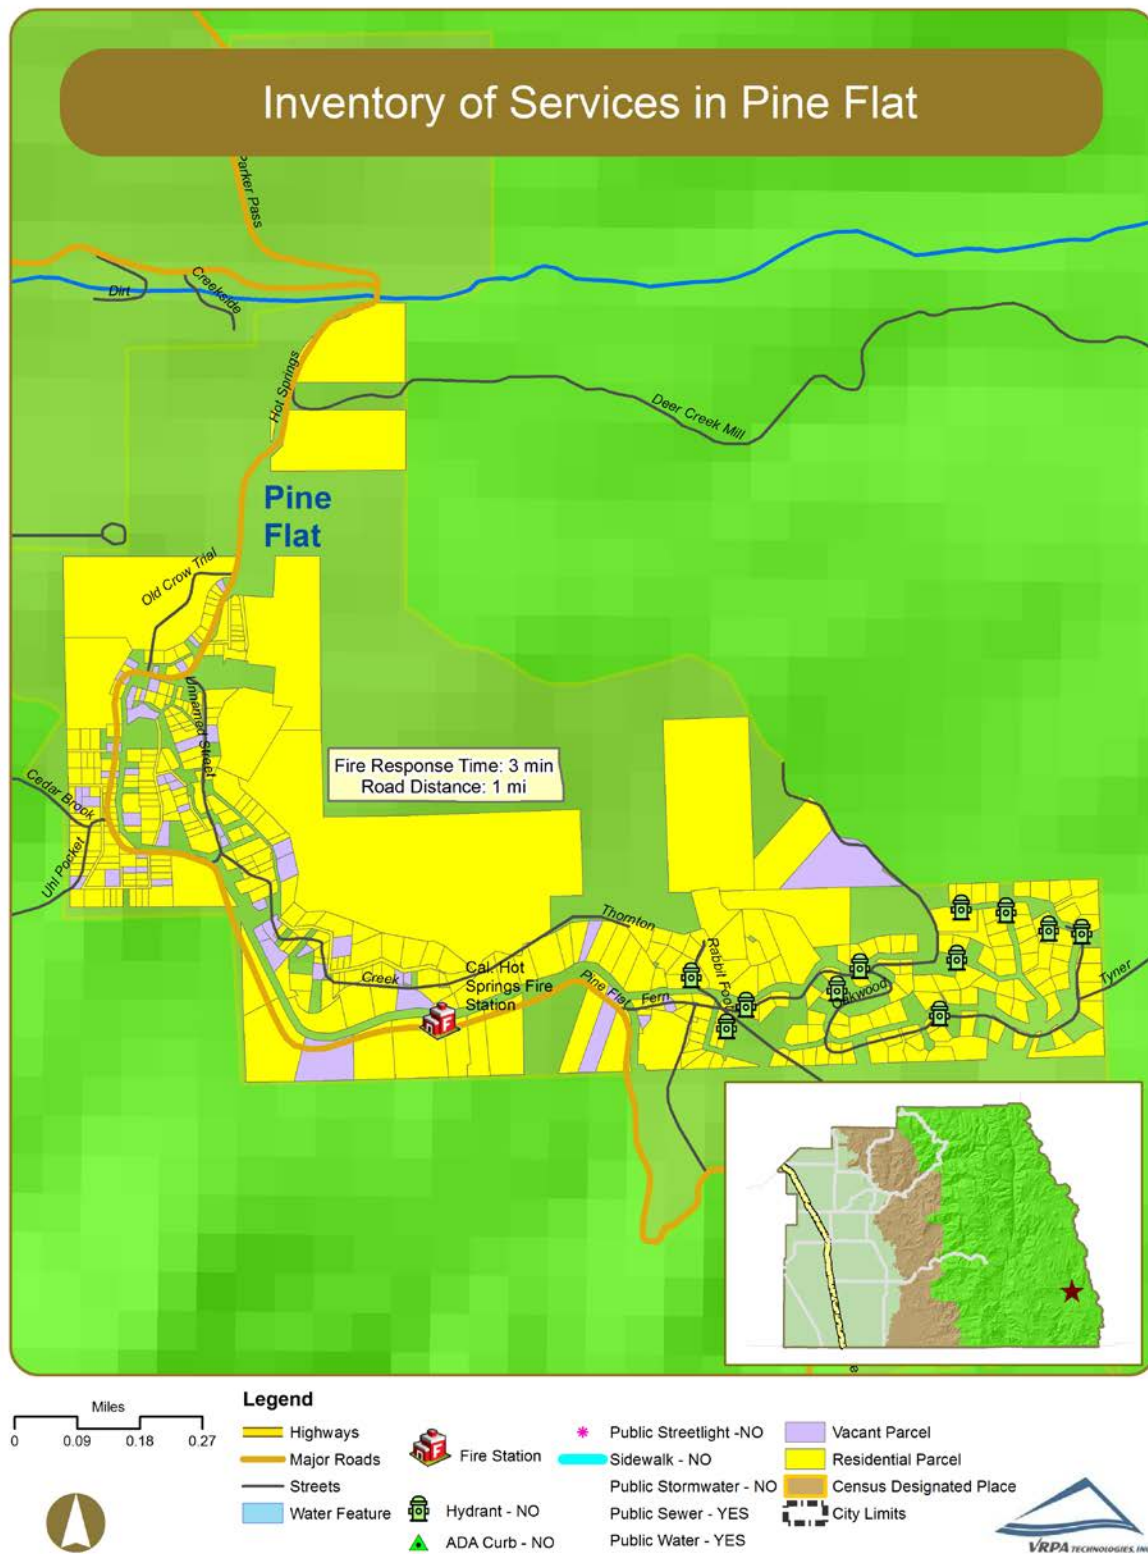 Inventory of Services in Pine Flat
Parker Pass
Creekside
Dirt
Hot Springs
Deer Creek Mill
Pine
Flat
Old Crow Trial
Unnamed Street
Fire Response Time: 3 min
Road Distance: 1 mi
Cedar Brook
Uhl Pocket
Thornton
Rabbit Foot
Creek
Cal. Hot
Springs Fire
Station
Pine Flat
Fern
Oakwood
Tyner
F
e
Miles
0 0.09 0.18 0.27
Legend
Highways
Major Roads
Streets
Water Feature
F
Fire Station
Hydrant - NO
ADA Curb - NO
Public Streetlight -NO
Sidewalk - NO
Public Stormwater - NO
Public Sewer - YES
Public Water - YES
Vacant Parcel
Residential Parcel
Census Designated Place
City Limits
VRPA TECHNOLOGIES, INC